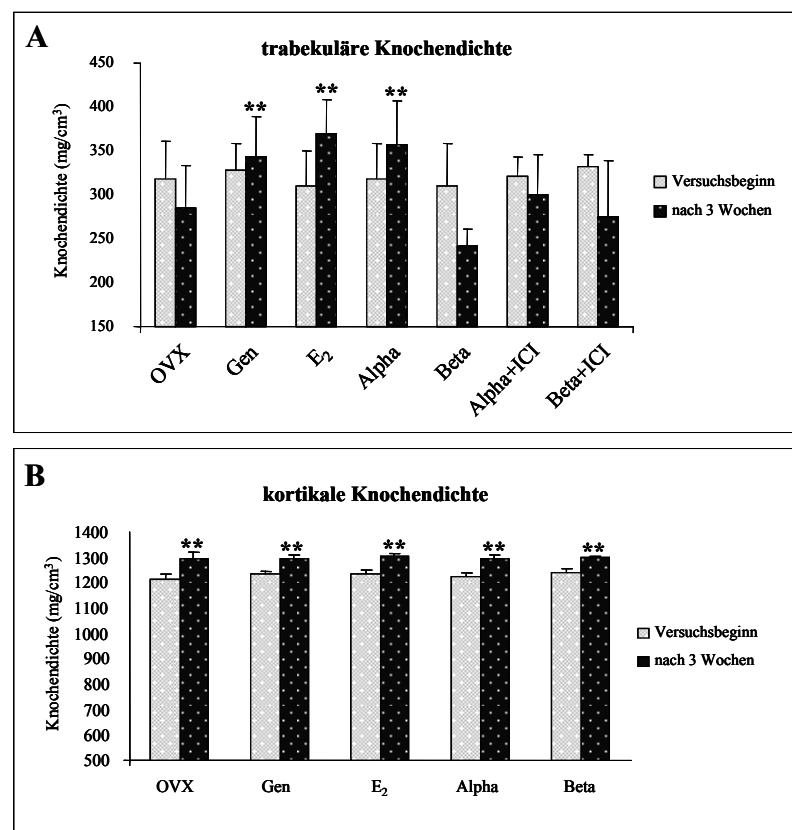 A
trabekuläre Knochendichte
Knochendichte (mg/cm³)
450
400
350
300
250
200
150
** ** **
OVX Gen E₂ Alpha Beta Alpha+ICI Beta+ICI
Versuchsbeginn
nach 3 Wochen
B
kortikale Knochendichte
Knochendichte (mg/cm³)
1400
1300
1200
1100
1000
900
800
700
600
500
** ** ** ** **
OVX Gen E₂ Alpha Beta
Versuchsbeginn
nach 3 Wochen